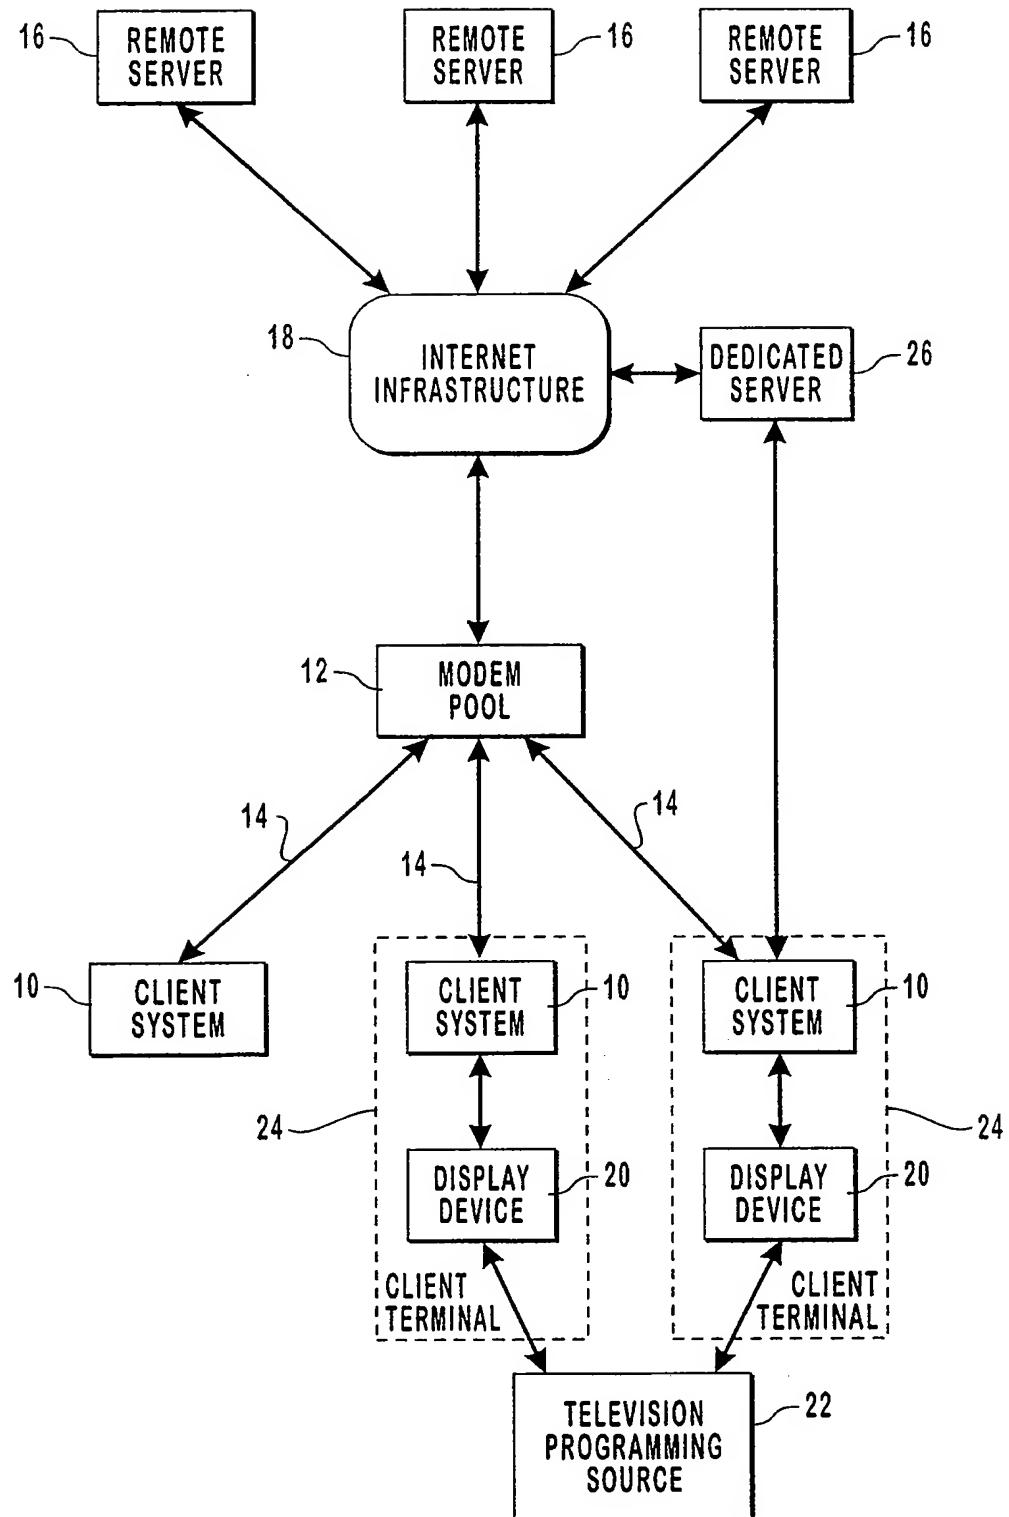 16
REMOTE
SERVER
REMOTE
SERVER
16
REMOTE
SERVER
16
18
INTERNET
INFRASTRUCTURE
DEDICATED
SERVER
26
12
MODEM
POOL
14
14
14
10
CLIENT
SYSTEM
CLIENT
SYSTEM
10
CLIENT
SYSTEM
10
24
DISPLAY
DEVICE
20
DISPLAY
DEVICE
20
24
CLIENT
TERMINAL
CLIENT
TERMINAL
TELEVISION
PROGRAMMING
SOURCE
22